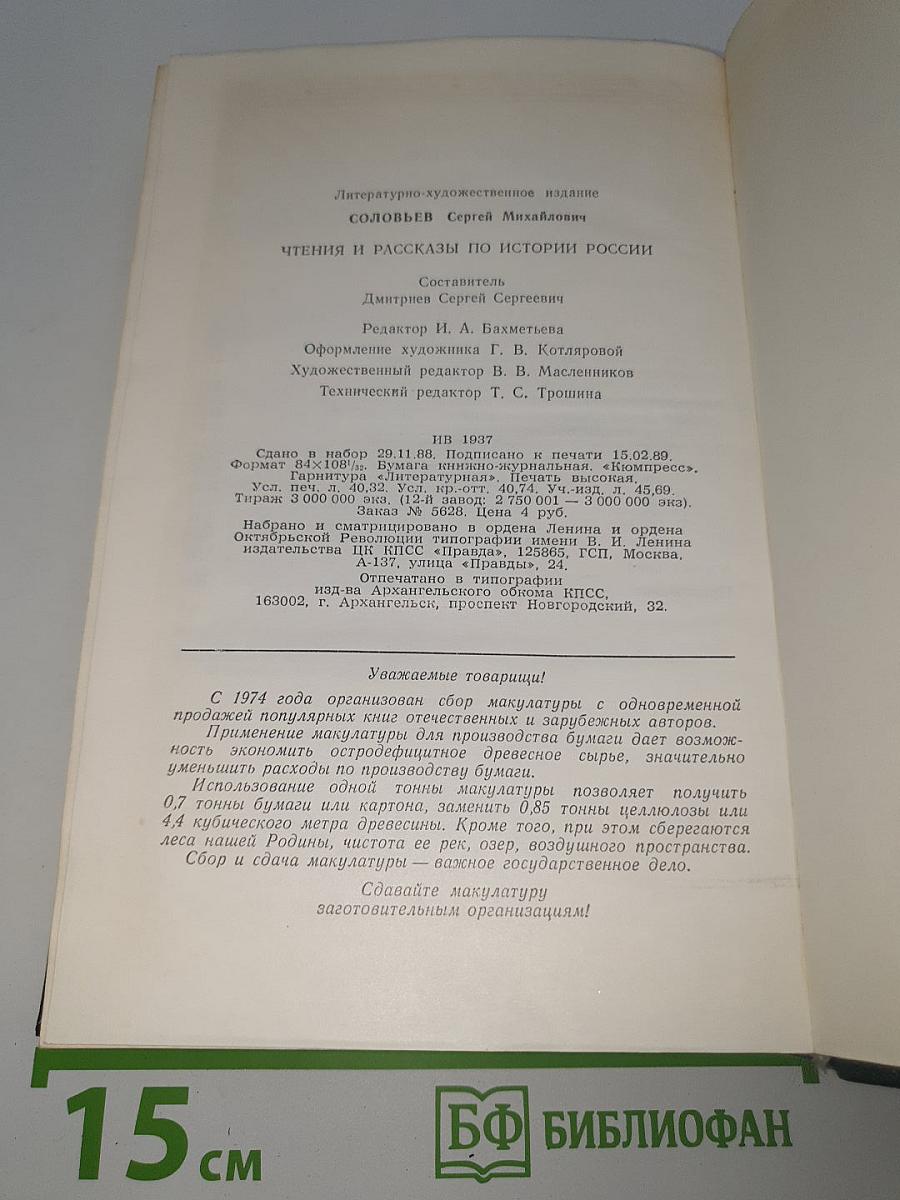 Литературно-художественное издание
СОЛОВЬЕВ Сергей Михайлович
ЧТЕНИЯ И РАССКАЗЫ ПО ИСТОРИИ РОССИИ
Составитель
Дмитриев Сергей Сергеевич
Редактор И. А. Бахметьева
Оформление художника Г. В. Котляровой
Художественный редактор В. В. Масленников
Технический редактор Т. С. Трошина
ИВ 1937
Сдано в набор 29.11.88. Подписано к печати 15.02.89.
Формат 84×108¹/₃₂. Бумага книжно-журнальная. «Кюмпресс».
Гарнитура «Литературная». Печать высокая.
Усл. печ. л. 40,32. Усл. кр.-отт. 40,74. Уч.-изд. л. 45,69.
Тираж 3 000 000 экз. (12-й завод: 2 750 001 — 3 000 000 экз).
Заказ № 5628. Цена 4 руб.
Набрано и сматрицировано в ордена Ленина и ордена
Октябрьской Революции типографии имени В. И. Ленина
издательства ЦК КПСС «Правда», 125865, ГСП, Москва,
А-137, улица «Правды», 24.
Отпечатано в типографии
изд-ва Архангельского обкома КПСС,
163002, г. Архангельск, проспект Новгородский, 32.
Уважаемые товарищи!
С 1974 года организован сбор макулатуры с одновременной
продажей популярных книг отечественных и зарубежных авторов.
Применение макулатуры для производства бумаги дает возмож-
ность экономить остродефицитное древесное сырье, значительно
уменьшить расходы по производству бумаги.
Использование одной тонны макулатуры позволяет получить
0,7 тонны бумаги или картона, заменить 0,85 тонны целлюлозы или
4,4 кубического метра древесины. Кроме того, при этом сберегаются
леса нашей Родины, чистота ее рек, озер, воздушного пространства.
Сбор и сдача макулатуры — важное государственное дело.
Сдавайте макулатуру
заготовительным организациям!
15 см
БФ БИБЛИОФАН